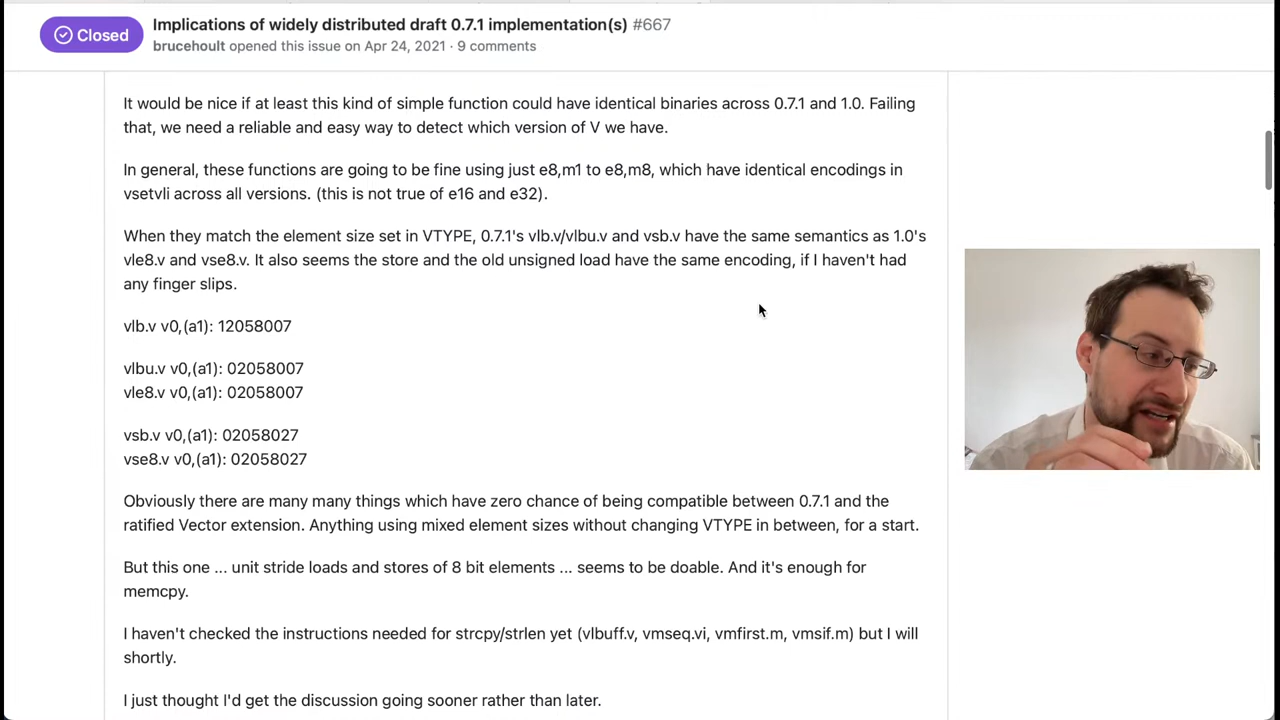 Closed
Implications of widely distributed draft 0.7.1 implementation(s) #667
brucehoult opened this issue on Apr 24, 2021 · 9 comments
It would be nice if at least this kind of simple function could have identical binaries across 0.7.1 and 1.0. Failing
that, we need a reliable and easy way to detect which version of V we have.
In general, these functions are going to be fine using just e8,m1 to e8,m8, which have identical encodings in
vsetvli across all versions. (this is not true of e16 and e32).
When they match the element size set in VTYPE, 0.7.1's vlb.v/vlbu.v and vsb.v have the same semantics as 1.0's
vle8.v and vse8.v. It also seems the store and the old unsigned load have the same encoding, if I haven't had
any finger slips.
vlb.v v0,(a1): 12058007
vlbu.v v0,(a1): 02058007
vle8.v v0,(a1): 02058007
vsb.v v0,(a1): 02058027
vse8.v v0,(a1): 02058027
Obviously there are many many things which have zero chance of being compatible between 0.7.1 and the
ratified Vector extension. Anything using mixed element sizes without changing VTYPE in between, for a start.
But this one ... unit stride loads and stores of 8 bit elements ... seems to be doable. And it's enough for
memcpy.
I haven't checked the instructions needed for strcpy/strlen yet (vlbuff.v, vmseq.vi, vmfirst.m, vmsif.m) but I will
shortly.
I just thought I'd get the discussion going sooner rather than later.